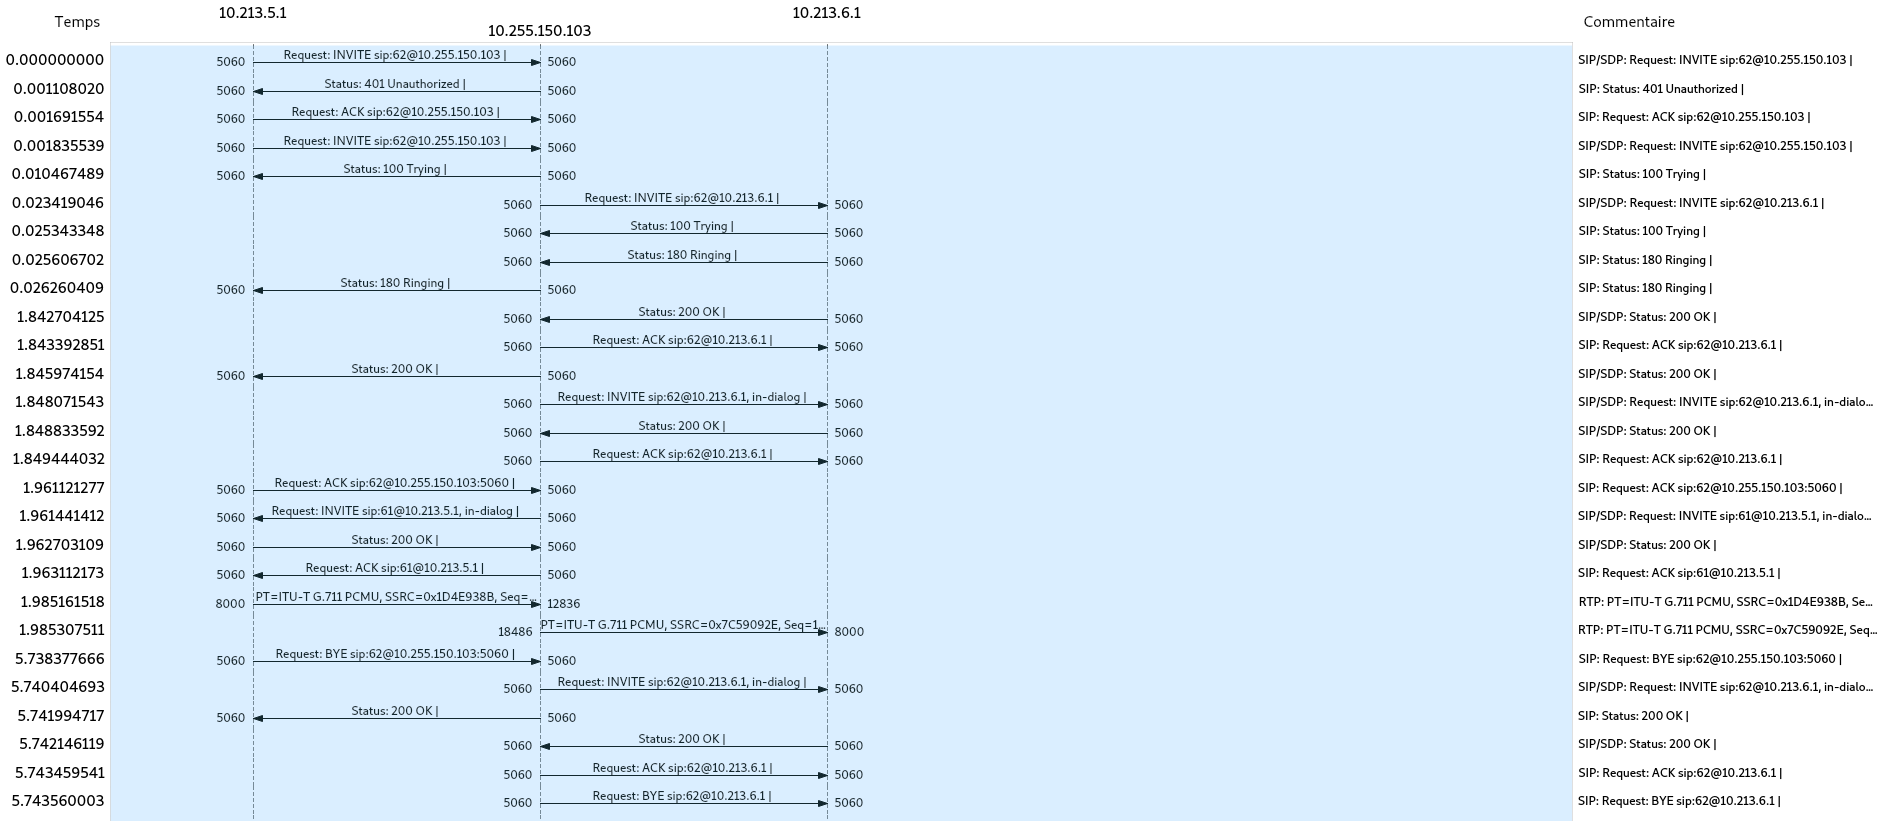 10.213.5.1 10.213.6.1
Temps 10.255.150.103 Commentaire
0.000000000 5060 Request: INVITE sip:62@10.255.150.103 | 5060 SIP/SDP: Request: INVITE sip:62@10.255.150.103 |
0.001108020 5060 Status: 401 Unauthorized | 5060 SIP: Status: 401 Unauthorized |
0.001691554 5060 Request: ACK sip:62@10.255.150.103 | 5060 SIP: Request: ACK sip:62@10.255.150.103 |
0.001835539 5060 Request: INVITE sip:62@10.255.150.103 | 5060 SIP/SDP: Request: INVITE sip:62@10.255.150.103 |
0.010467489 5060 Status: 100 Trying | 5060 SIP: Status: 100 Trying |
0.023419046 5060 Request: INVITE sip:62@10.213.6.1 | 5060 SIP/SDP: Request: INVITE sip:62@10.213.6.1 |
0.025343348 5060 Status: 100 Trying | 5060 SIP: Status: 100 Trying |
0.025606702 5060 Status: 180 Ringing | 5060 SIP: Status: 180 Ringing |
0.026260409 5060 Status: 180 Ringing | 5060 SIP: Status: 180 Ringing |
1.842704125 5060 Status: 200 OK | 5060 SIP/SDP: Status: 200 OK |
1.843392851 5060 Request: ACK sip:62@10.213.6.1 | 5060 SIP: Request: ACK sip:62@10.213.6.1 |
1.845974154 5060 Status: 200 OK | 5060 SIP/SDP: Status: 200 OK |
1.848071543 5060 Request: INVITE sip:62@10.213.6.1, in-dialog | 5060 SIP/SDP: Request: INVITE sip:62@10.213.6.1, in-dialo...
1.848833592 5060 Status: 200 OK | 5060 SIP/SDP: Status: 200 OK |
1.849444032 5060 Request: ACK sip:62@10.213.6.1 | 5060 SIP: Request: ACK sip:62@10.213.6.1 |
1.961121277 5060 Request: ACK sip:62@10.255.150.103:5060 | 5060 SIP: Request: ACK sip:62@10.255.150.103:5060 |
1.961441412 5060 Request: INVITE sip:61@10.213.5.1, in-dialog | 5060 SIP/SDP: Request: INVITE sip:61@10.213.5.1, in-dialo...
1.962703109 5060 Status: 200 OK | 5060 SIP/SDP: Status: 200 OK |
1.963112173 5060 Request: ACK sip:61@10.213.5.1 | 5060 SIP: Request: ACK sip:61@10.213.5.1 |
1.985161518 8000 PT=ITU-T G.711 PCMU, SSRC=0x1D4E938B, Seq=... 12836 RTP: PT=ITU-T G.711 PCMU, SSRC=0x1D4E938B, Se...
1.985307511 18486 PT=ITU-T G.711 PCMU, SSRC=0x7C59092E, Seq=1... 8000 RTP: PT=ITU-T G.711 PCMU, SSRC=0x7C59092E, Seq...
5.738377666 5060 Request: BYE sip:62@10.255.150.103:5060 | 5060 SIP: Request: BYE sip:62@10.255.150.103:5060 |
5.740404693 5060 Request: INVITE sip:62@10.213.6.1, in-dialog | 5060 SIP/SDP: Request: INVITE sip:62@10.213.6.1, in-dialo...
5.741994717 5060 Status: 200 OK | 5060 SIP: Status: 200 OK |
5.742146119 5060 Status: 200 OK | 5060 SIP/SDP: Status: 200 OK |
5.743459541 5060 Request: ACK sip:62@10.213.6.1 | 5060 SIP: Request: ACK sip:62@10.213.6.1 |
5.743560003 5060 Request: BYE sip:62@10.213.6.1 | 5060 SIP: Request: BYE sip:62@10.213.6.1 |